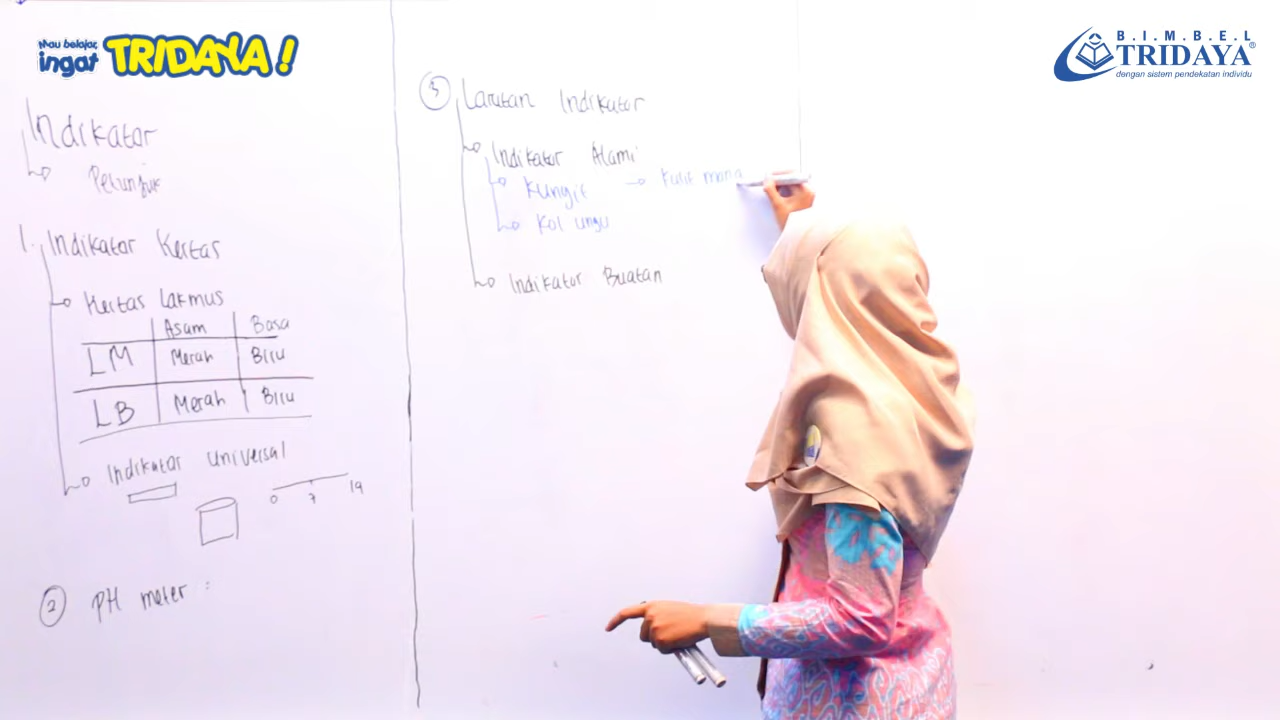 Mau belajar,
ingat TRIDAYA!
B.I.M.B.E.L
TRIDAYA®
dengan sistem pendekatan individu
Indikator
Petunjuk
1. Indikator Kertas
Kertas Lakmus
Asam Basa
LM Merah Biru
LB Merah Biru
Indikator universal
0 7 14
2 PH meter :
3 Larutan Indikator
Indikator Alami
Kunyit → Kulit mang
Kol ungu
Indikator Buatan